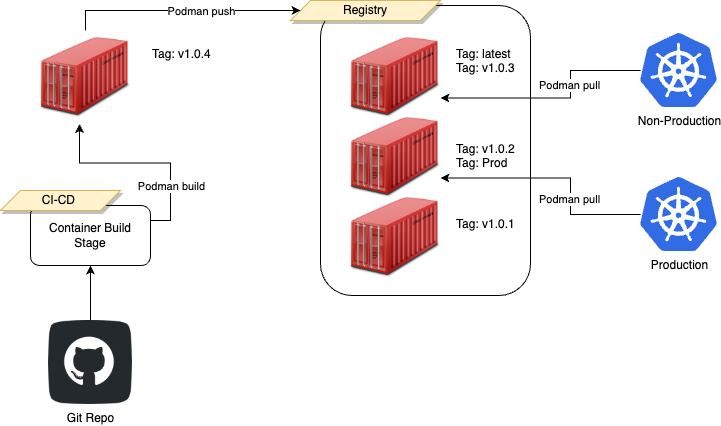 Podman push
Registry
Tag: v1.0.4
Tag: latest
Tag: v1.0.3
Podman pull
Non-Production
Tag: v1.0.2
Tag: Prod
Podman build
CI-CD
Podman pull
Container Build
Stage
Tag: v1.0.1
Production
Git Repo